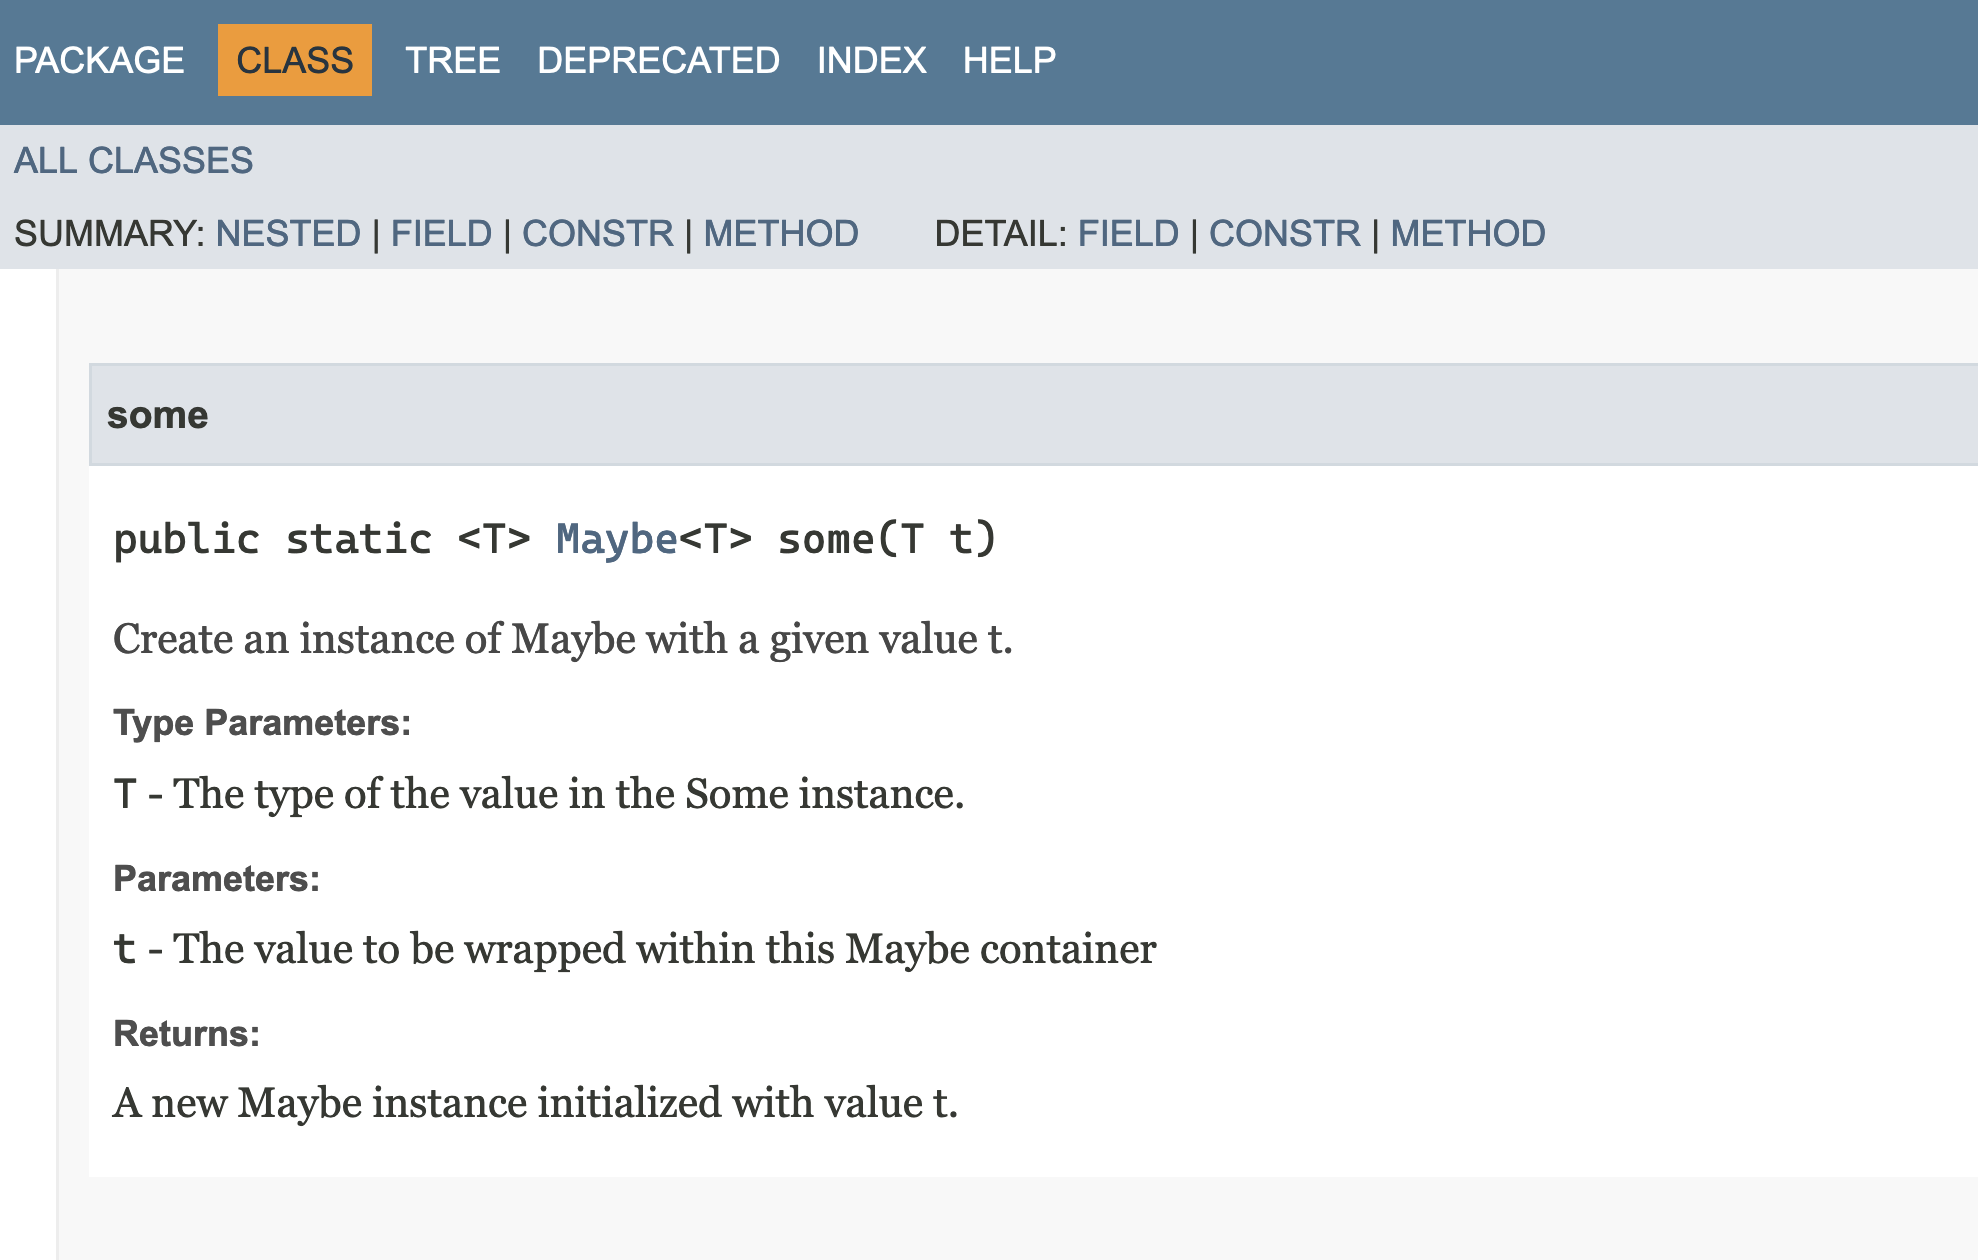 PACKAGE CLASS TREE DEPRECATED INDEX HELP
ALL CLASSES
SUMMARY: NESTED | FIELD | CONSTR | METHOD DETAIL: FIELD | CONSTR | METHOD
some
public static <T> Maybe<T> some(T t)
Create an instance of Maybe with a given value t.
Type Parameters:
T - The type of the value in the Some instance.
Parameters:
t - The value to be wrapped within this Maybe container
Returns:
A new Maybe instance initialized with value t.